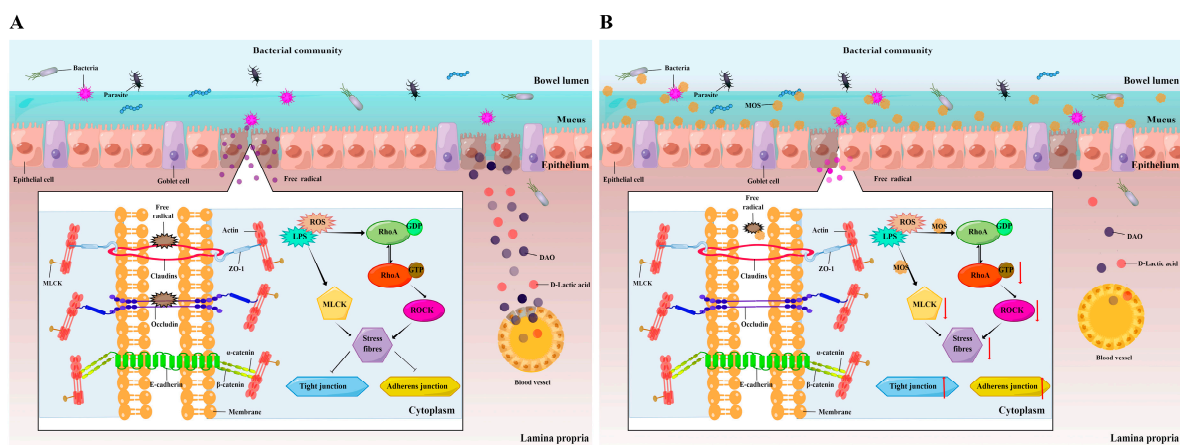 A
Bacterial community
Bacteria
Bowel lumen
Parasite
Mucus
Epithelium
Epithelial cell
Goblet cell
Free radical
Free
radical
Actin
ROS
LPS
RhoA
GDP
MLCK
Claudins
ZO-1
RhoA
GTP
DAO
D-Lactic acid
Occludin
MLCK
ROCK
α-catenin
Stress
fibres
E-cadherin
β-catenin
Blood vessel
Tight junction
Adherens junction
Membrane
Cytoplasm
Lamina propria
B
Bacterial community
Bacteria
Bowel lumen
Parasite
MOS
Mucus
Epithelium
Epithelial cell
Goblet cell
Free radical
Free
radical
Actin
ROS
MOS
LPS
RhoA
GDP
MOS
MLCK
Claudins
ZO-1
RhoA
GTP
DAO
D-Lactic acid
Occludin
MLCK
ROCK
α-catenin
Stress
fibres
E-cadherin
β-catenin
Blood vessel
Tight junction
Adherens junction
Membrane
Cytoplasm
Lamina propria